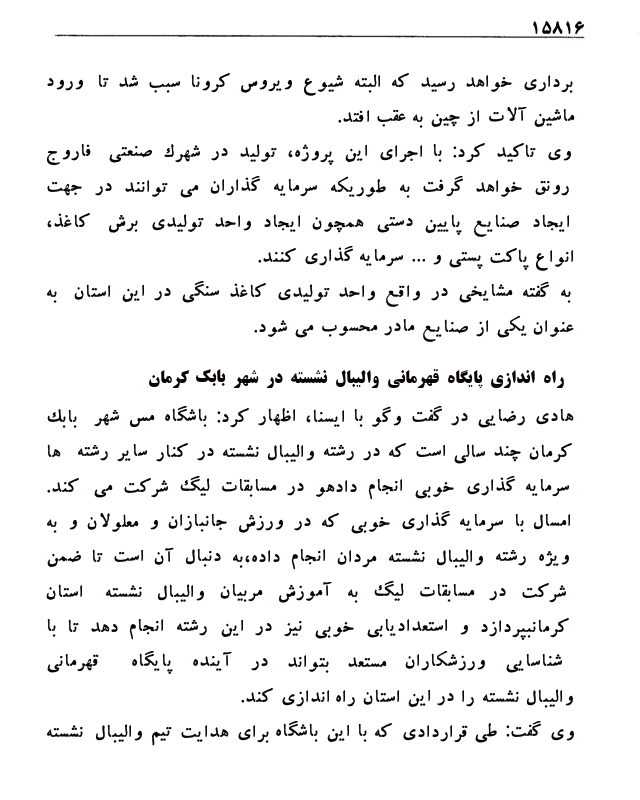 ۱۵۸۱۶
برداری خواهد رسید که البته شیوع ویروس کرونا سبب شد تا ورود
ماشین آلات از چین به عقب افتد.
وی تاکید کرد: با اجرای این پروژه، تولید در شهرك صنعتی فاروج
رونق خواهد گرفت به طوریکه سرمایه گذاران می توانند در جهت
ایجاد صنایع پایین دستی همچون ایجاد واحد تولیدی برش کاغذ،
انواع پاکت پستی و ... سرمایه گذاری کنند.
به گفته مشایخی در واقع واحد تولیدی کاغذ سنگی در این استان به
عنوان یکی از صنایع مادر محسوب می شود.
راه اندازی پایگاه قهرمانی والیبال نشسته در شهر بابک کرمان
هادی رضایی در گفت وگو با ایسنا، اظهار کرد: باشگاه مس شهر بابك
کرمان چند سالی است که در رشته والیبال نشسته در کنار سایر رشته ها
سرمایه گذاری خوبی انجام دادهو در مسابقات لیگ شرکت می کند.
امسال با سرمایه گذاری خوبی که در ورزش جانبازان و معلولان و به
ویژه رشته والیبال نشسته مردان انجام داده،به دنبال آن است تا ضمن
شرکت در مسابقات لیگ به آموزش مربیان والیبال نشسته استان
کرمانبپردازد و استعدادیابی خوبی نیز در این رشته انجام دهد تا با
شناسایی ورزشکاران مستعد بتواند در آینده پایگاه قهرمانی
والیبال نشسته را در این استان راه اندازی کند.
وی گفت: طی قراردادی که با این باشگاه برای هدایت تیم والیبال نشسته